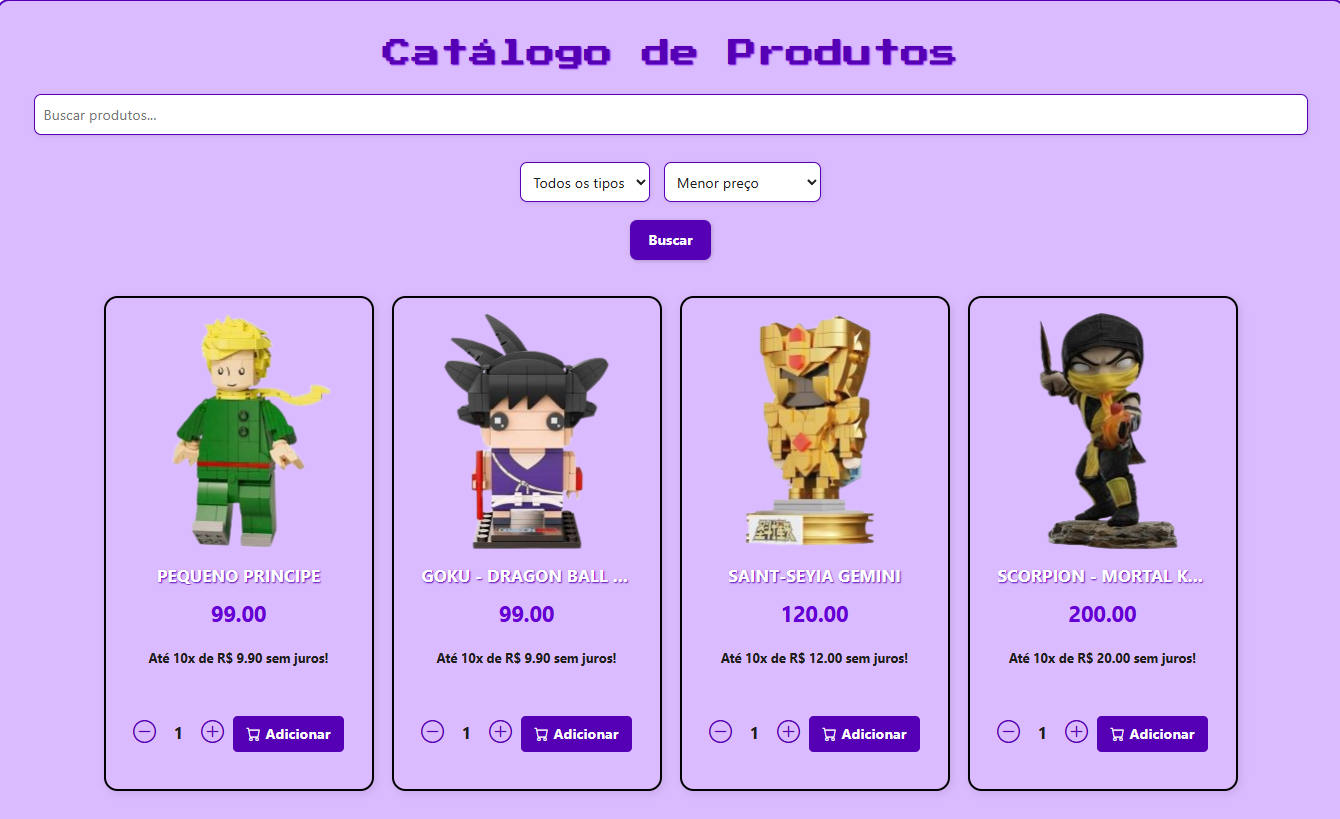 Catálogo de Produtos
Buscar produtos...
Todos os tipos
Menor preço
Buscar
PEQUENO PRINCIPE
99.00
Até 10x de R$ 9.90 sem juros!
1
Adicionar
GOKU - DRAGON BALL ...
99.00
Até 10x de R$ 9.90 sem juros!
1
Adicionar
SAINT-SEYIA GEMINI
120.00
Até 10x de R$ 12.00 sem juros!
1
Adicionar
SCORPION - MORTAL K...
200.00
Até 10x de R$ 20.00 sem juros!
1
Adicionar